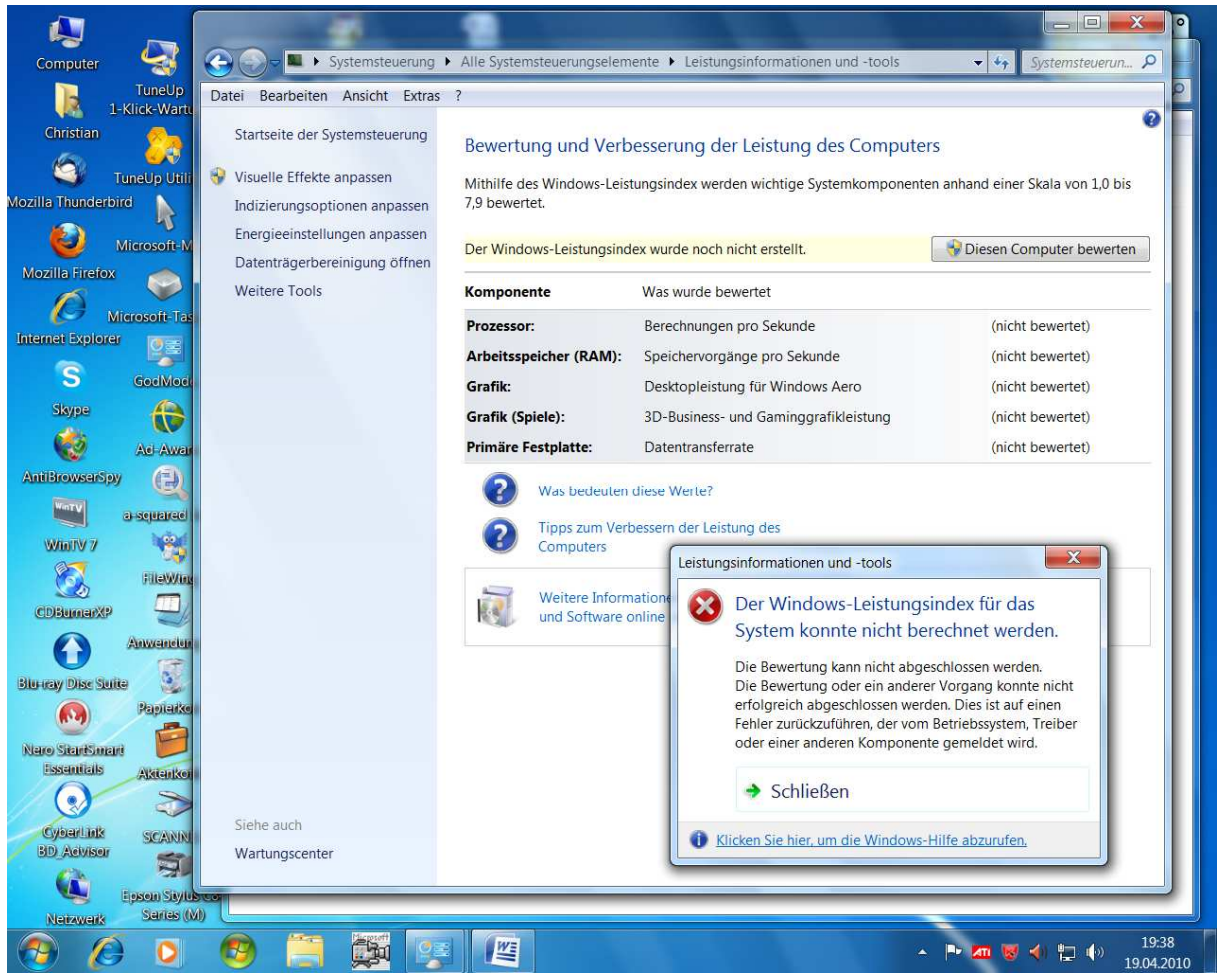 Computer
TuneUp
1-Klick-Wartu
Christian
TuneUp Utili
Mozilla Thunderbird
Microsoft-M
Mozilla Firefox
Microsoft-Tas
Internet Explorer
GodMod
Skype
Ad-Awar
AntiBrowserSpy
a-squared
WinTV
WinTV 7
FileWing
CDBurnerXP
Anwendun
Blu-ray Disc Suite
Papierko
Nero StartSmart
Essentials
Aktenkof
CyberLink
BD_Advisor
SCANN
Epson Stylus
Series (M)
Netzwerk
Systemsteuerung
Alle Systemsteuerungselemente
Leistungsinformationen und -tools
Systemsteuerun...
Datei Bearbeiten Ansicht Extras ?
Startseite der Systemsteuerung
Visuelle Effekte anpassen
Indizierungsoptionen anpassen
Energieeinstellungen anpassen
Datenträgerbereinigung öffnen
Weitere Tools
Siehe auch
Wartungscenter
Bewertung und Verbesserung der Leistung des Computers
Mithilfe des Windows-Leistungsindex werden wichtige Systemkomponenten anhand einer Skala von 1,0 bis
7,9 bewertet.
Der Windows-Leistungsindex wurde noch nicht erstellt. Diesen Computer bewerten
Komponente Was wurde bewertet
Prozessor: Berechnungen pro Sekunde (nicht bewertet)
Arbeitsspeicher (RAM): Speichervorgänge pro Sekunde (nicht bewertet)
Grafik: Desktopleistung für Windows Aero (nicht bewertet)
Grafik (Spiele): 3D-Business- und Gaminggrafikleistung (nicht bewertet)
Primäre Festplatte: Datentransferrate (nicht bewertet)
Was bedeuten diese Werte?
Tipps zum Verbessern der Leistung des
Computers
Weitere Informatione
und Software online
Leistungsinformationen und -tools
Der Windows-Leistungsindex für das
System konnte nicht berechnet werden.
Die Bewertung kann nicht abgeschlossen werden.
Die Bewertung oder ein anderer Vorgang konnte nicht
erfolgreich abgeschlossen werden. Dies ist auf einen
Fehler zurückzuführen, der vom Betriebssystem, Treiber
oder einer anderen Komponente gemeldet wird.
Schließen
Klicken Sie hier, um die Windows-Hilfe abzurufen.
Microsoft
ATI
19:38
19.04.2010